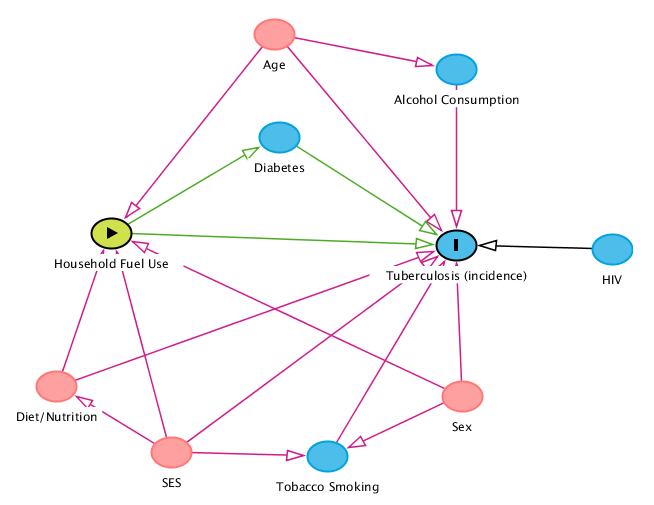 Age
Alcohol Consumption
Diabetes
Household Fuel Use
Tuberculosis (incidence)
HIV
Diet/Nutrition
Sex
SES
Tobacco Smoking